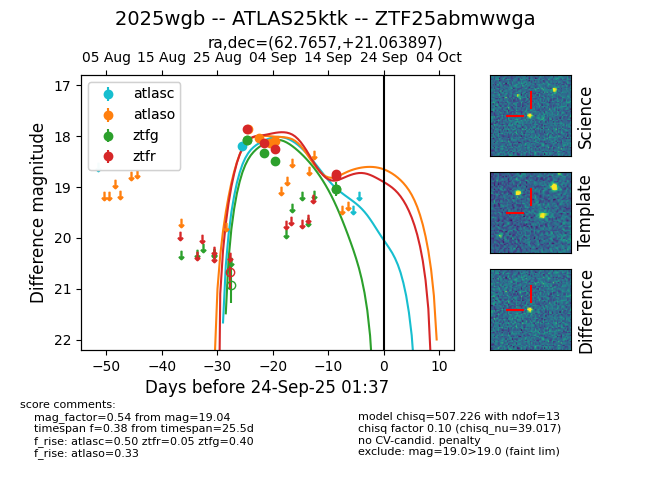 2025wgb -- ATLAS25ktk -- ZTF25abmwwga
ra,dec=(62.7657,+21.063897)
05 Aug 15 Aug 25 Aug 04 Sep 14 Sep 24 Sep 04 Oct
atlasc
atlaso
ztfg
ztfr
17
18
19
20
21
22
Difference magnitude
−50 −40 −30 −20 −10 0 10
Days before 24-Sep-25 01:37
Science
Template
Difference
score comments:
mag_factor=0.54 from mag=19.04
timespan f=0.38 from timespan=25.5d
f_rise: atlasc=0.50 ztfr=0.05 ztfg=0.40
f_rise: atlaso=0.33
model chisq=507.226 with ndof=13
chisq factor 0.10 (chisq_nu=39.017)
no CV-candid. penalty
exclude: mag=19.0>19.0 (faint lim)